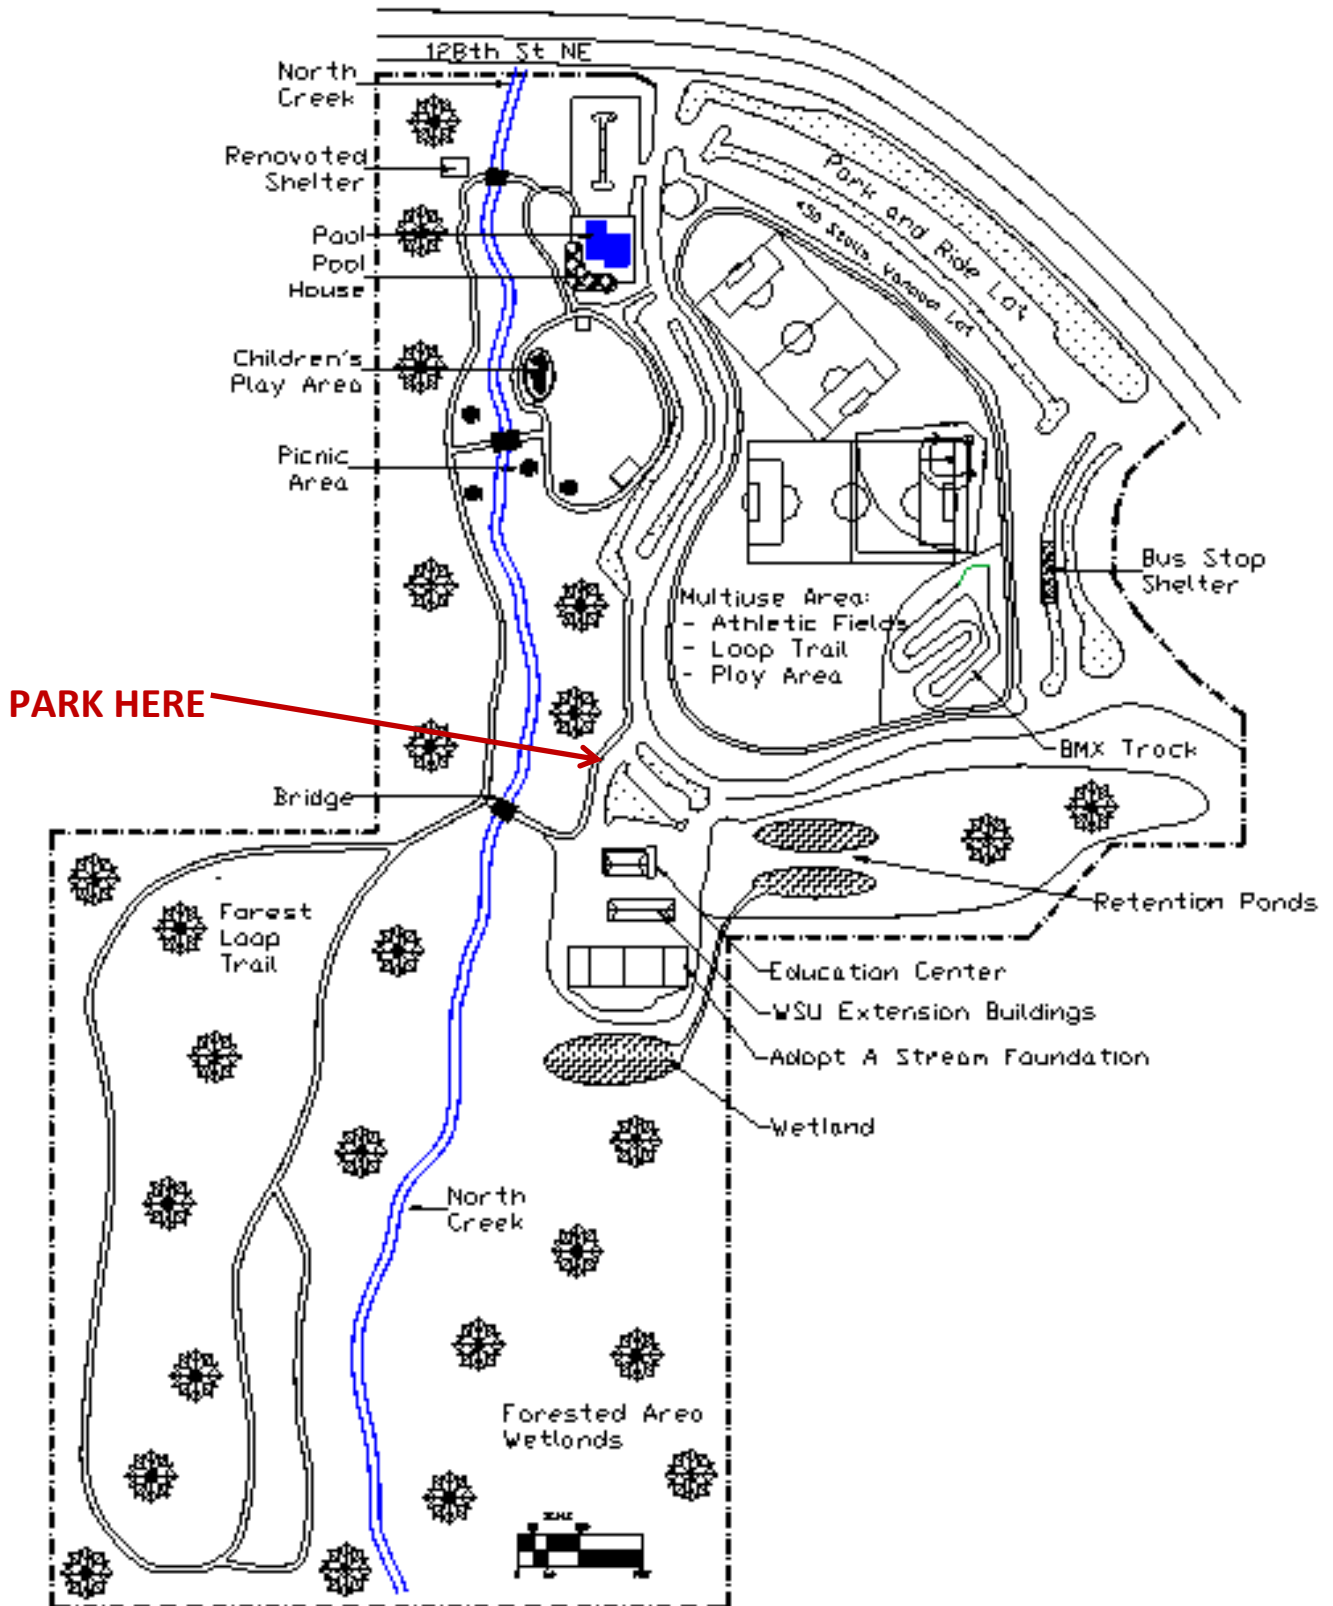 128th St NE
North
Creek
Renovated
Shelter
Pool
Pool
House
Children's
Play Area
Picnic
Area
Park and Ride Lot
Multiuse Area:
- Athletic Fields
- Loop Trail
- Play Area
Bus Stop
Shelter
PARK HERE
BMX Track
Bridge
Retention Ponds
Forest
Loop
Trail
Education Center
WSU Extension Buildings
Adopt A Stream Foundation
Wetland
North
Creek
Forested Area
Wetlands